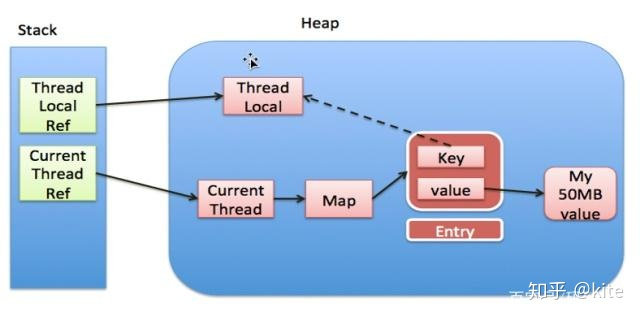 Stack
Heap
Thread
Local
Ref
Thread
Local
Current
Thread
Ref
Key
value
My
50MB
value
Current
Thread
Map
Entry
知乎 @kite